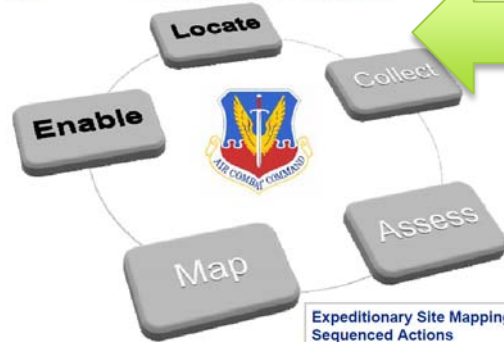 Locate
Collect
Enable
AIR COMBAT COMMAND
Assess
Map
Expeditionary Site Mapping
Sequenced Actions